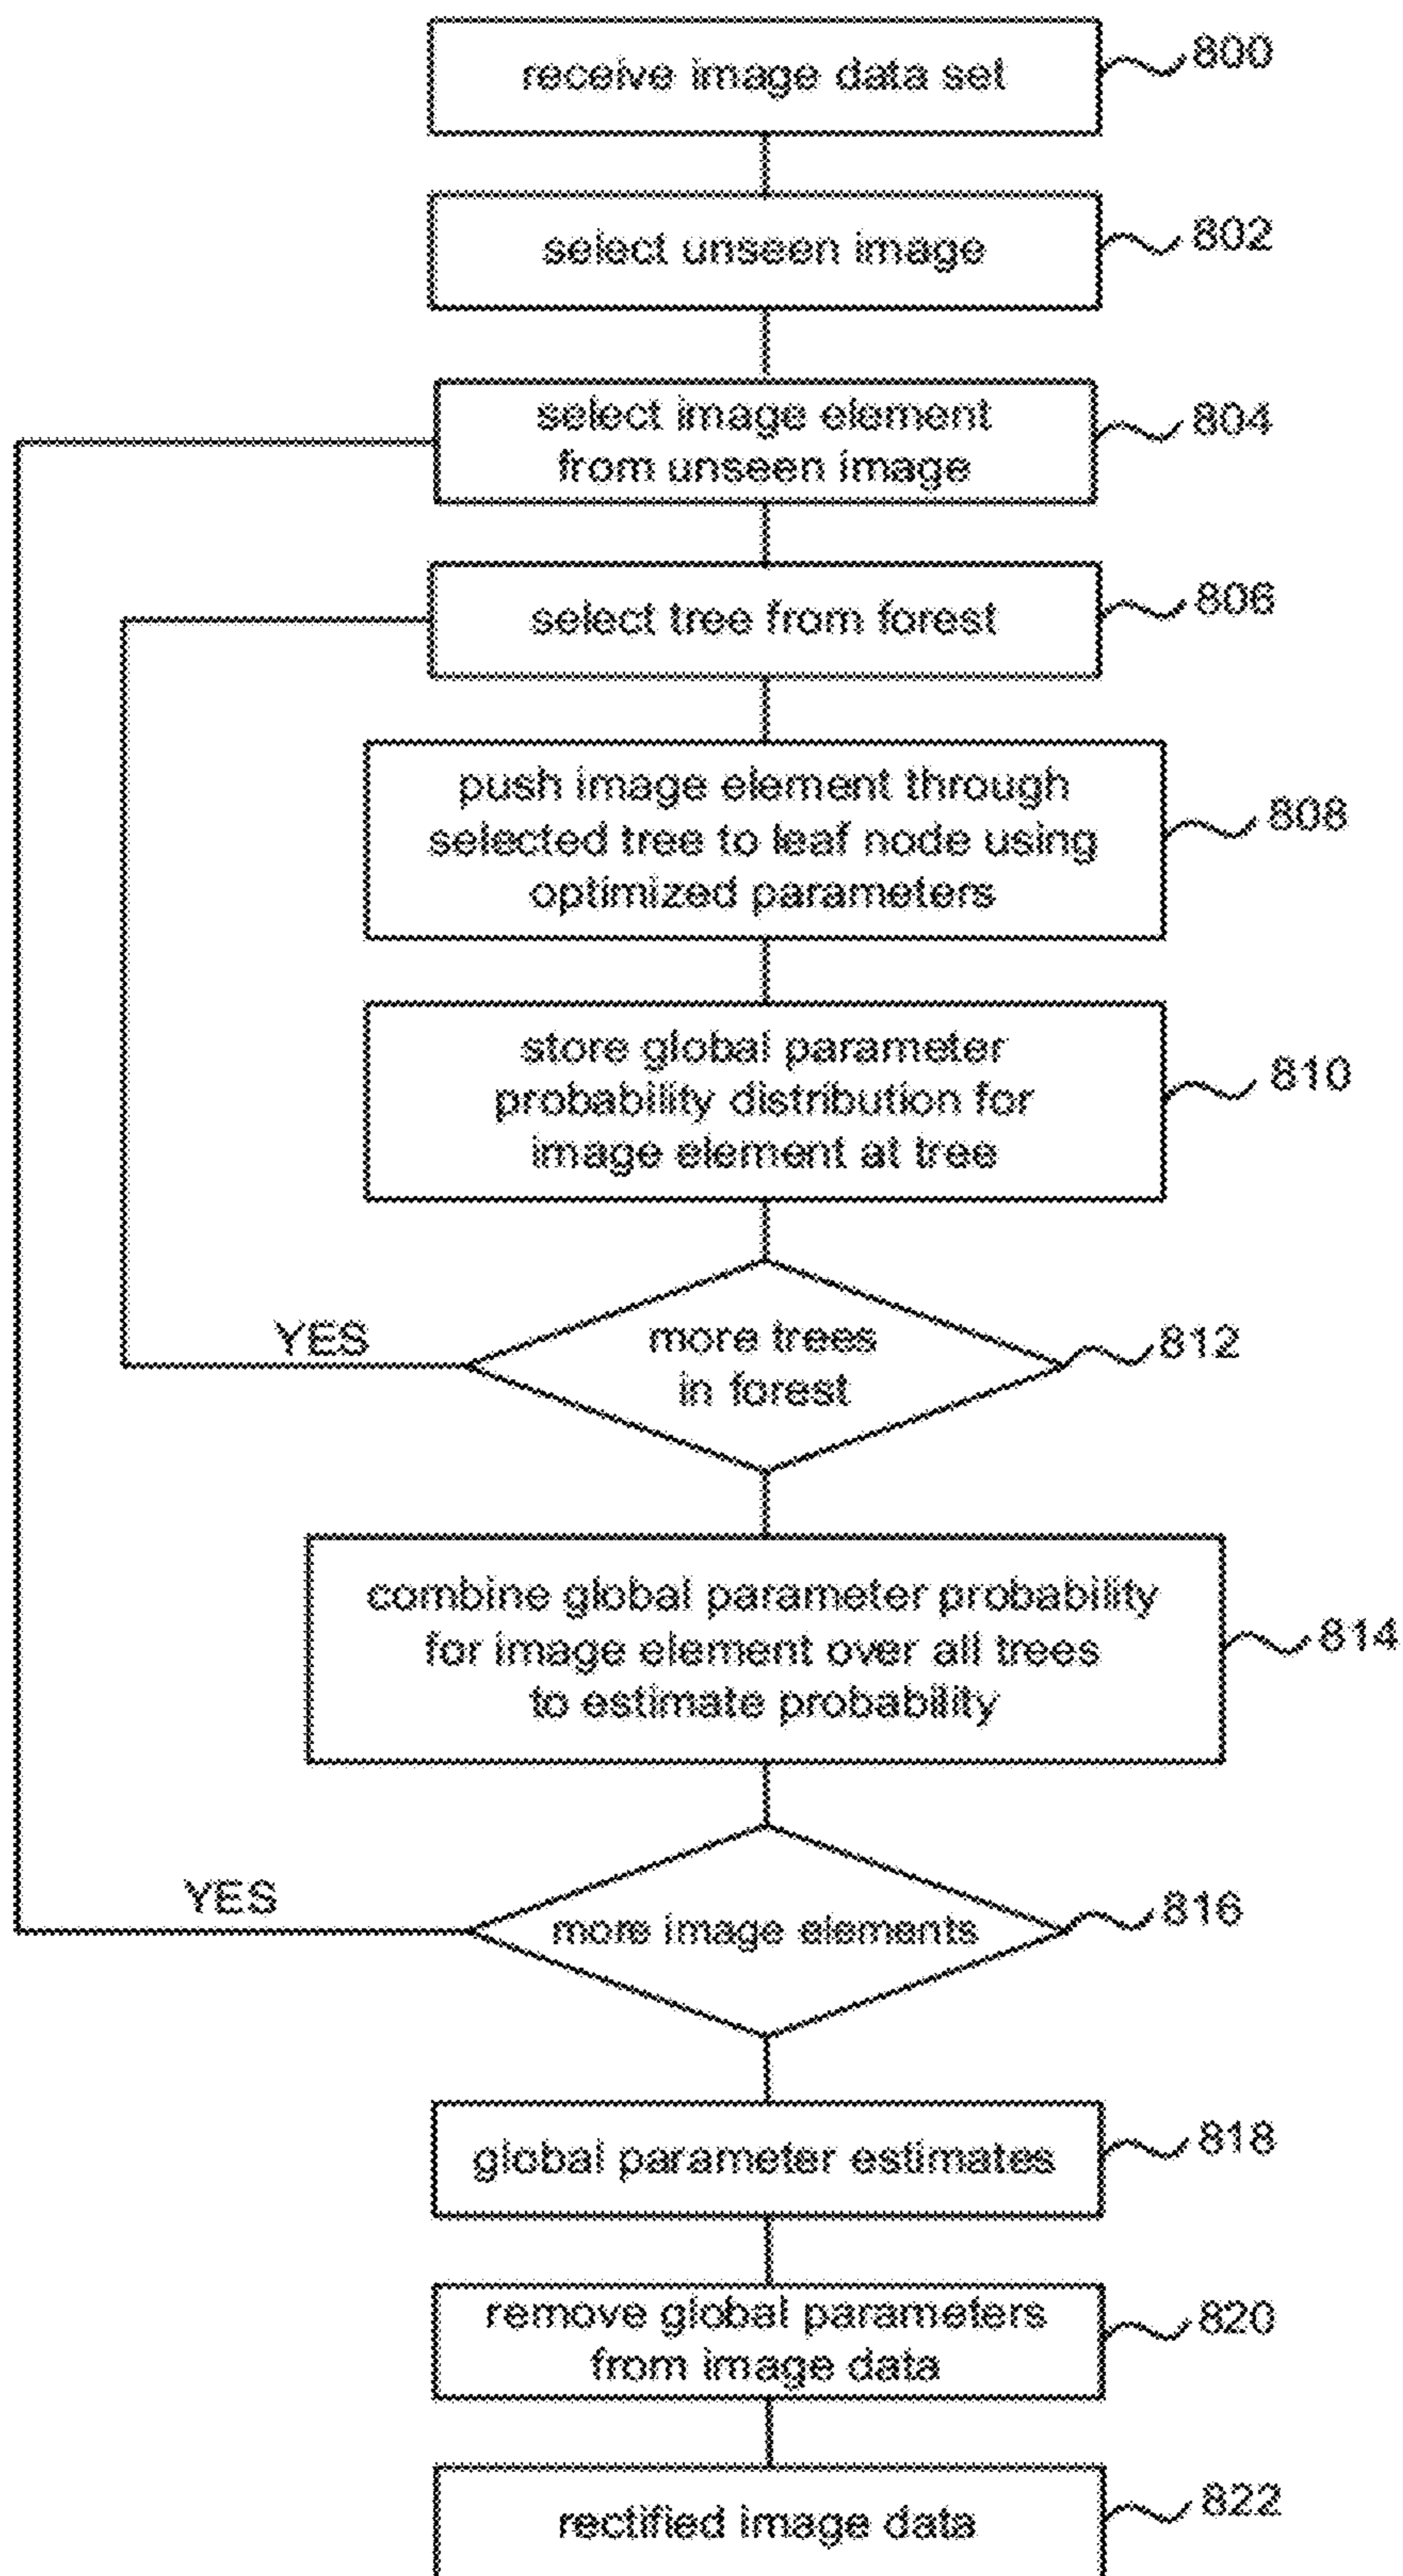 receive image data set
800
select unseen image
802
select image element
from unseen image
804
select tree from forest
806
push image element through
selected tree to leaf node using
optimized parameters
808
store global parameter
probability distribution for
image element at tree
810
YES
more trees
in forest
812
combine global parameter probability
for image element over all trees
to estimate probability
814
YES
more image elements
816
global parameter estimates
818
remove global parameters
from image data
820
rectified image data
822